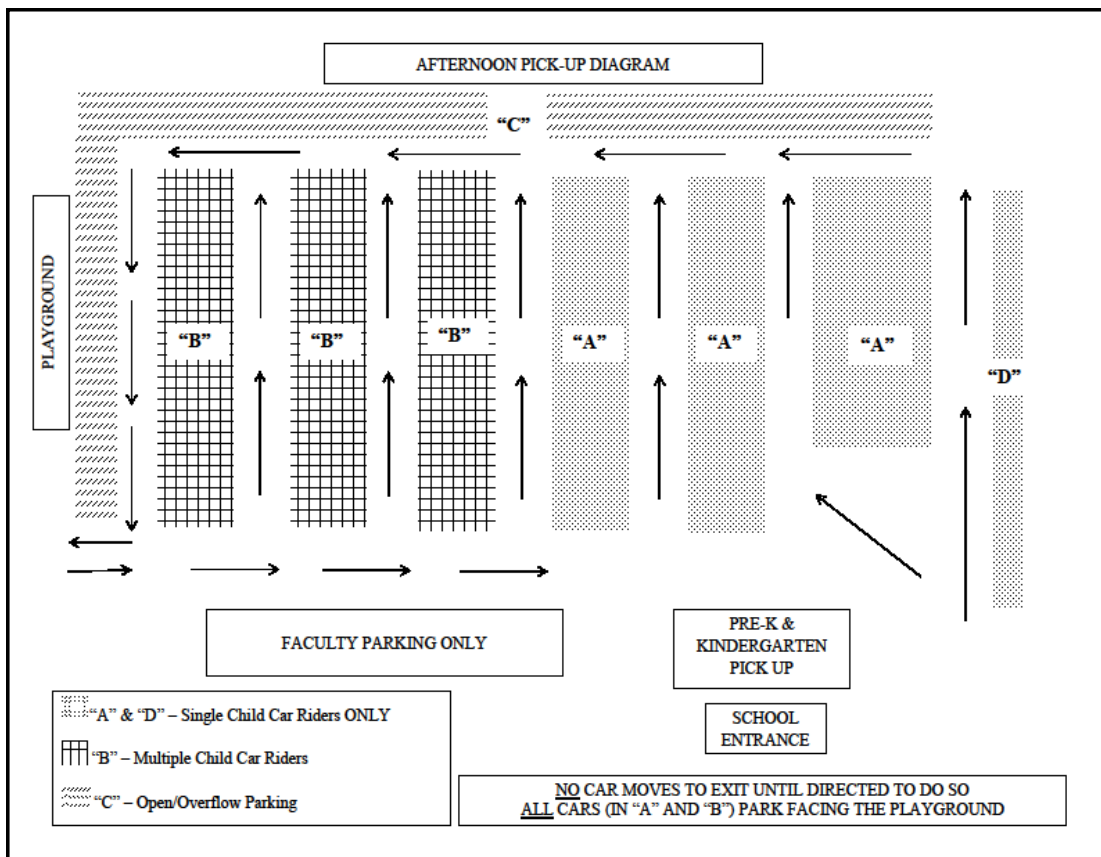 AFTERNOON PICK-UP DIAGRAM
“C”
PLAYGROUND
“B”
“B”
“B”
“A”
“A”
“A”
“D”
FACULTY PARKING ONLY
PRE-K &
KINDERGARTEN
PICK UP
“A” & “D” – Single Child Car Riders ONLY
“B” – Multiple Child Car Riders
“C” – Open/Overflow Parking
SCHOOL
ENTRANCE
NO CAR MOVES TO EXIT UNTIL DIRECTED TO DO SO
ALL CARS (IN “A” AND “B”) PARK FACING THE PLAYGROUND